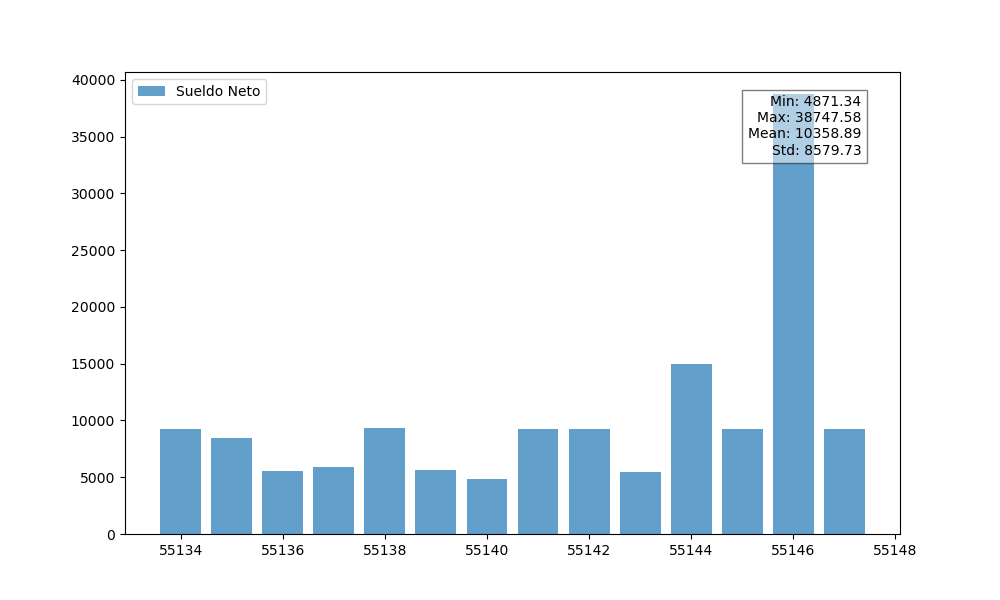 40000
35000
30000
25000
20000
15000
10000
5000
0
Sueldo Neto
Min: 4871.34
Max: 38747.58
Mean: 10358.89
Std: 8579.73
55134 55136 55138 55140 55142 55144 55146 55148